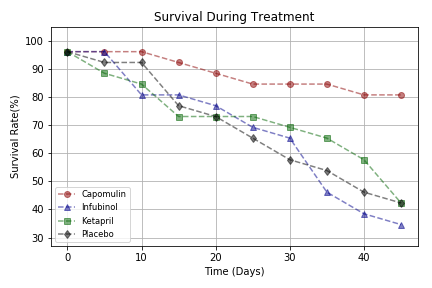 Survival During Treatment
100
90
80
70
60
50
40
30
Survival Rate(%)
Capomulin
Infubinol
Ketapril
Placebo
0
10
20
30
40
Time (Days)